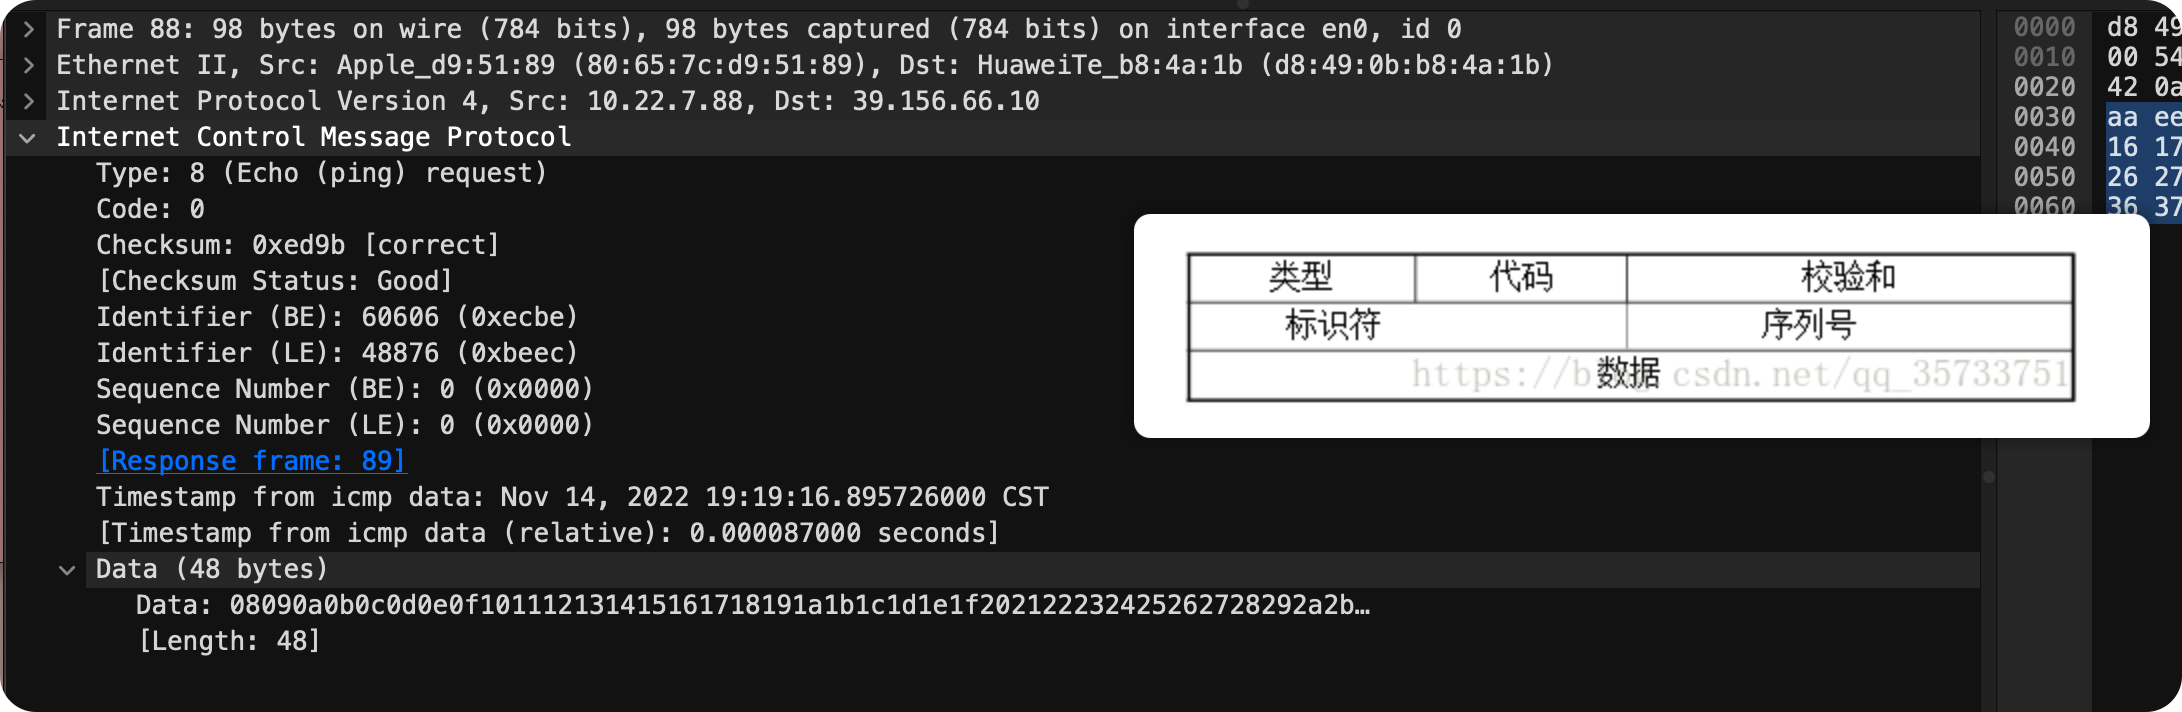 Frame 88: 98 bytes on wire (784 bits), 98 bytes captured (784 bits) on interface en0, id 0
Ethernet II, Src: Apple_d9:51:89 (80:65:7c:d9:51:89), Dst: HuaweiTe_b8:4a:1b (d8:49:0b:b8:4a:1b)
Internet Protocol Version 4, Src: 10.22.7.88, Dst: 39.156.66.10
Internet Control Message Protocol
Type: 8 (Echo (ping) request)
Code: 0
Checksum: 0xed9b [correct]
[Checksum Status: Good]
Identifier (BE): 60606 (0xecbe)
Identifier (LE): 48876 (0xbeec)
Sequence Number (BE): 0 (0x0000)
Sequence Number (LE): 0 (0x0000)
[Response frame: 89]
Timestamp from icmp data: Nov 14, 2022 19:19:16.895726000 CST
[Timestamp from icmp data (relative): 0.000087000 seconds]
Data (48 bytes)
Data: 08090a0b0c0d0e0f101112131415161718191a1b1c1d1e1f202122232425262728292a2b…
[Length: 48]
0000 d8 49
0010 00 54
0020 42 0a
0030 aa ee
0040 16 17
0050 26 27
0060 36 37
类型 代码 校验和
标识符 序列号
数据
csdn.net/qq_35733751